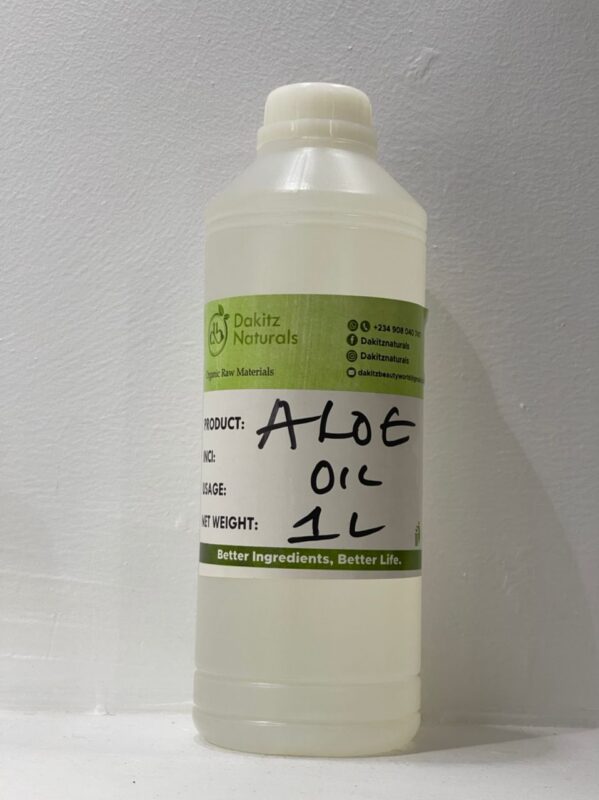 Dakitz
Naturals
Organic Raw Materials
+234 908 040
Dakitznaturals
Dakitznaturals
PRODUCT: ALOE
INCI:
OIL
USAGE:
NET WEIGHT: 1L
Better Ingredients, Better Life.